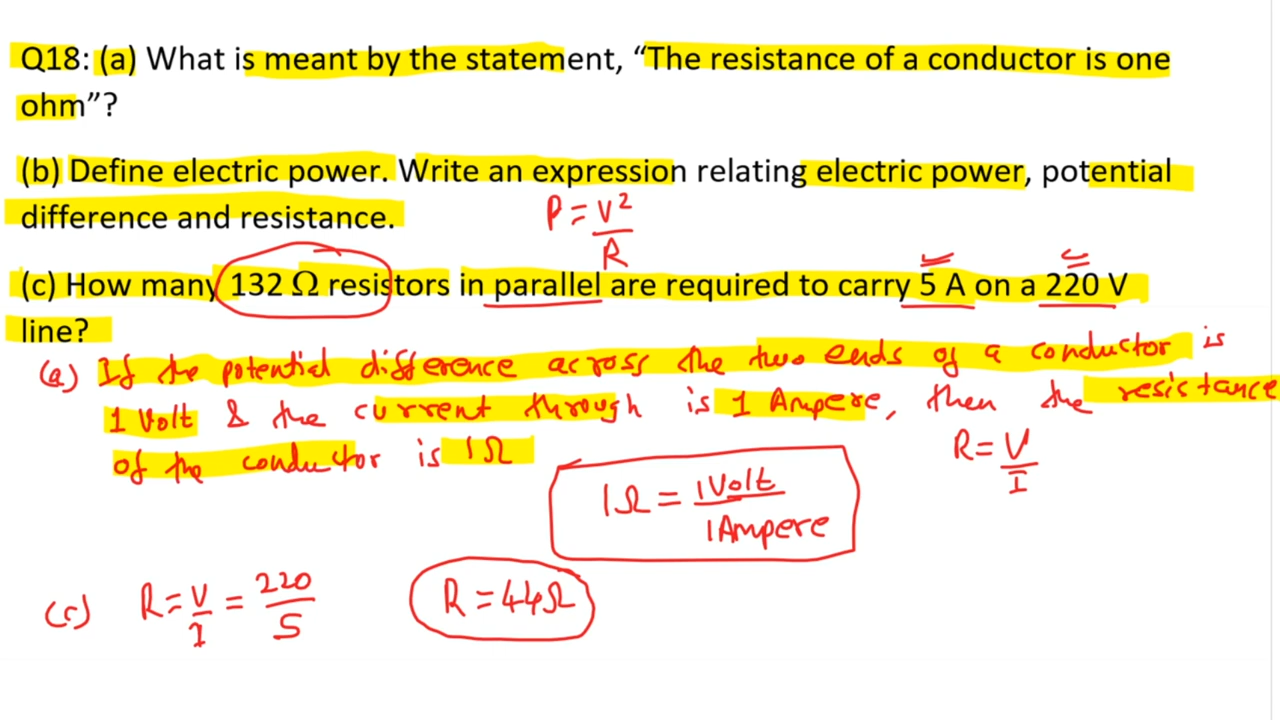 Q18: (a) What is meant by the statement, “The resistance of a conductor is one
ohm”?
(b) Define electric power. Write an expression relating electric power, potential
difference and resistance.
P = V²/R
(c) How many 132 Ω resistors in parallel are required to carry 5 A on a 220 V
line?
(a) If the potential difference across the two ends of a conductor is
1 Volt & the current through is 1 Ampere, then the resistance
of the conductor is 1Ω
R = V/I
1Ω = 1Volt/1Ampere
(c) R = V/I = 220/5
R = 44Ω